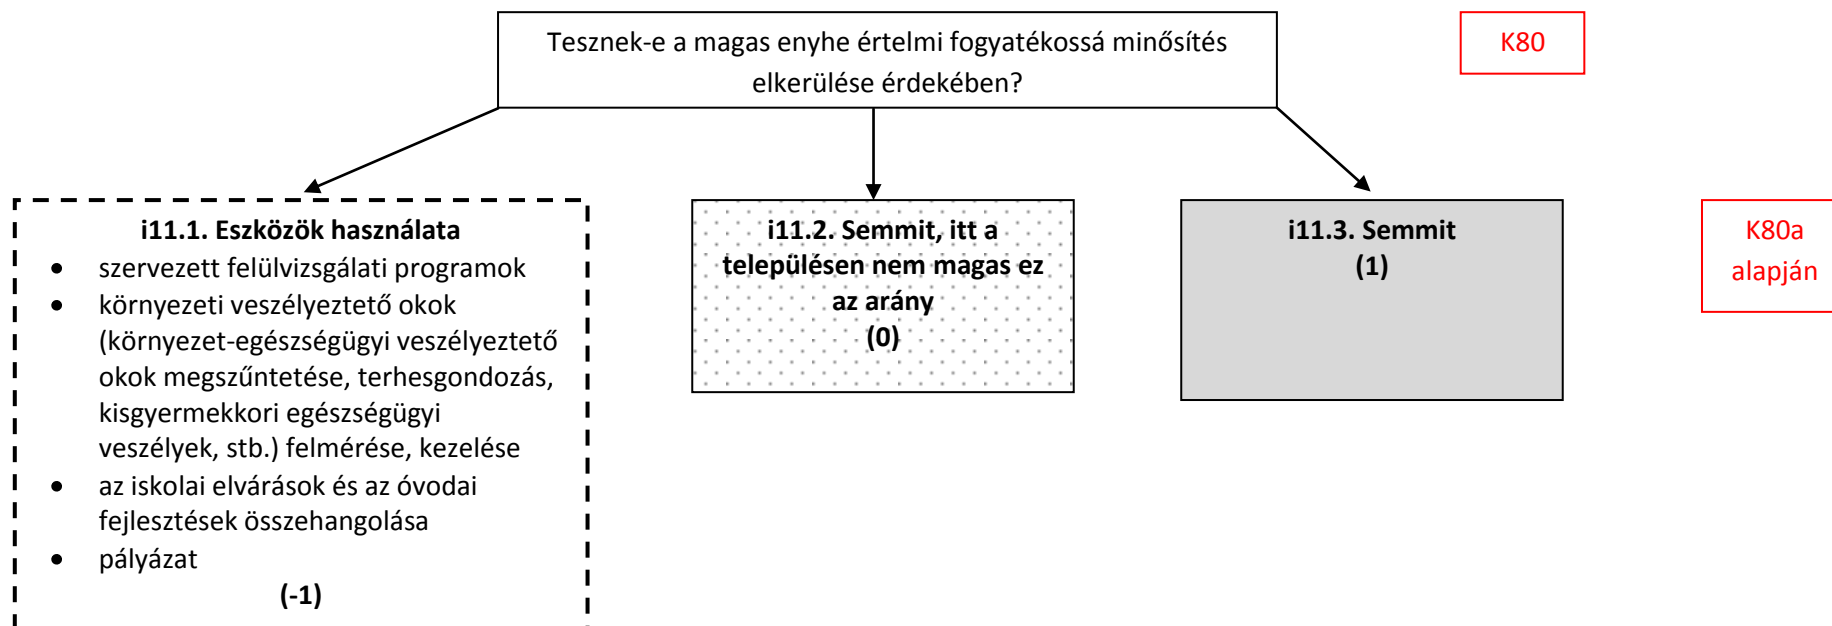 Tesznek-e a magas enyhe értelmi fogyatékossá minősítés
elkerülése érdekében?
K80
i11.1. Eszközök használata
• szervezett felülvizsgálati programok
• környezeti veszélyeztető okok
(környezet-egészségügyi veszélyeztető
okok megszűntetése, terhesgondozás,
kisgyermekkori egészségügyi
veszélyek, stb.) felmérése, kezelése
• az iskolai elvárások és az óvodai
fejlesztések összehangolása
• pályázat
(-1)
i11.2. Semmit, itt a
településen nem magas ez
az arány
(0)
i11.3. Semmit
(1)
K80a
alapján